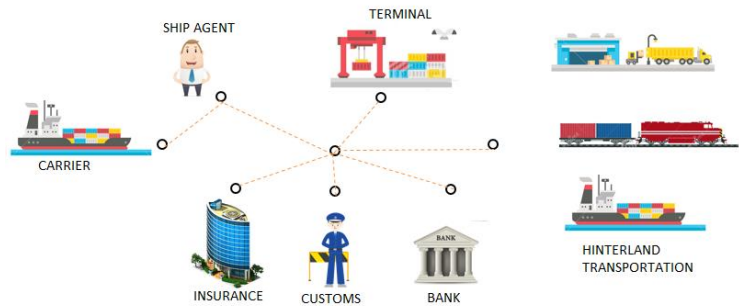 SHIP AGENT
TERMINAL
CARRIER
BANK
HINTERLAND
TRANSPORTATION
INSURANCE
CUSTOMS
BANK